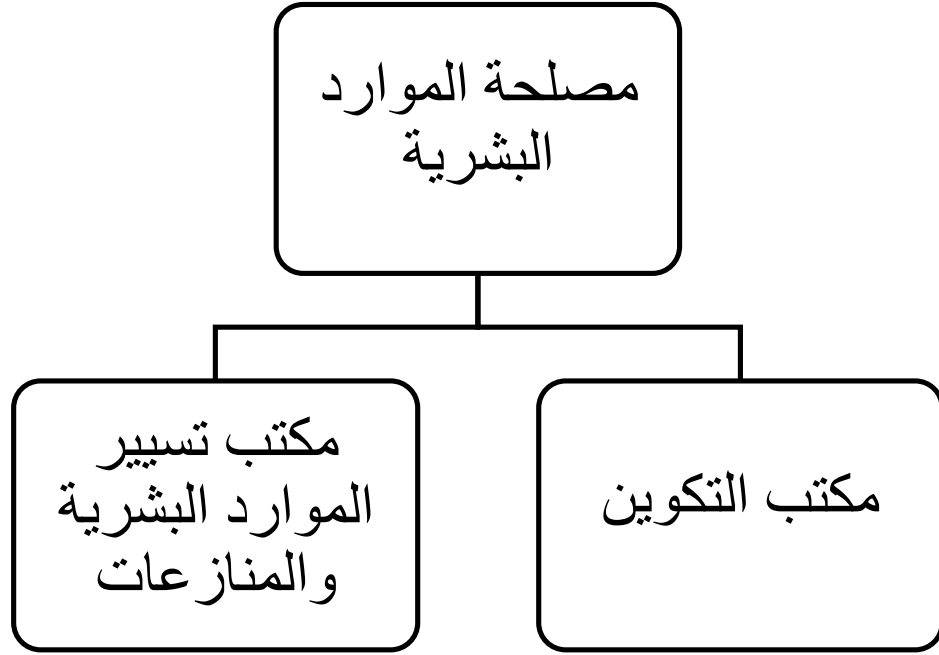 مصلحة الموارد
البشرية
مكتب التكوين
مكتب تسيير
الموارد البشرية
والمنازعات